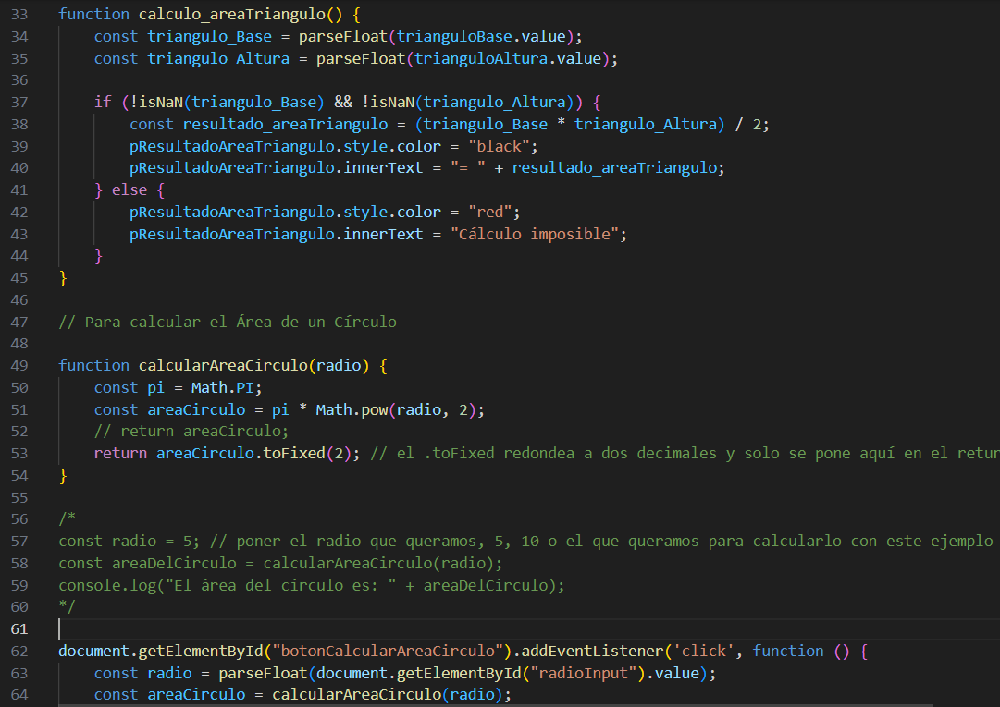 33 function calculo_areaTriangulo() {
34 const triangulo_Base = parseFloat(trianguloBase.value);
35 const triangulo_Altura = parseFloat(trianguloAltura.value);
36
37 if (!isNaN(triangulo_Base) && !isNaN(triangulo_Altura)) {
38 const resultado_areaTriangulo = (triangulo_Base * triangulo_Altura) / 2;
39 pResultadoAreaTriangulo.style.color = "black";
40 pResultadoAreaTriangulo.innerText = "= " + resultado_areaTriangulo;
41 } else {
42 pResultadoAreaTriangulo.style.color = "red";
43 pResultadoAreaTriangulo.innerText = "Cálculo imposible";
44 }
45 }
46
47 // Para calcular el Área de un Círculo
48
49 function calcularAreaCirculo(radio) {
50 const pi = Math.PI;
51 const areaCirculo = pi * Math.pow(radio, 2);
52 // return areaCirculo;
53 return areaCirculo.toFixed(2); // el .toFixed redondea a dos decimales y solo se pone aquí en el retur
54 }
55
56 /*
57 const radio = 5; // poner el radio que queramos, 5, 10 o el que queramos para calcularlo con este ejemplo
58 const areaDelCirculo = calcularAreaCirculo(radio);
59 console.log("El área del círculo es: " + areaDelCirculo);
60 */
61
62 document.getElementById("botonCalcularAreaCirculo").addEventListener('click', function () {
63 const radio = parseFloat(document.getElementById("radioInput").value);
64 const areaCirculo = calcularAreaCirculo(radio);